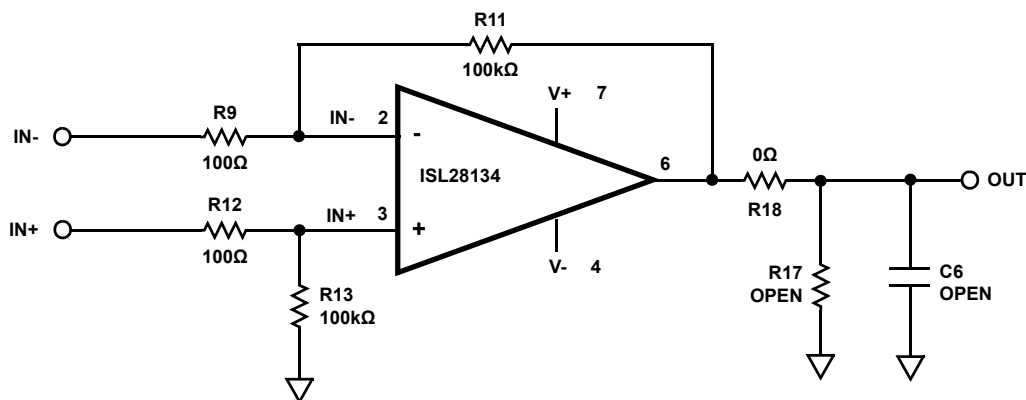 R11
100kΩ
V+ 7
R9
IN-
IN- 2
-
100Ω
6
0Ω
ISL28134
OUT
R12
IN+
IN+ 3
+
R18
100Ω
V- 4
R13
100kΩ
R17
OPEN
C6
OPEN